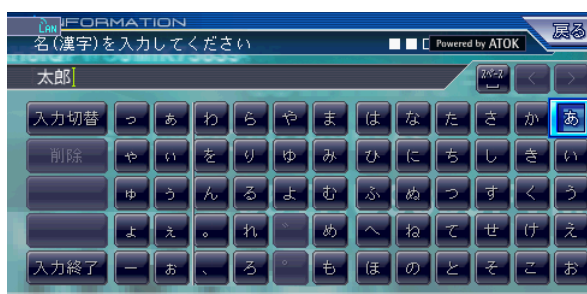 INFORMATION
LAN
名(漢字)を入力してください
Powered by ATOK
戻る
太郎
スペース
＜ ＞
入力切替 っ ぁ わ ら や ま は な た さ か あ
削除 ゃ ぃ を り ゆ み ひ に ち し き い
ゅ ぅ ん る よ む ふ ぬ つ す く う
ょ ぇ 。 れ ゛ め へ ね て せ け え
入力終了 ー ぉ 、 ろ ゜ も ほ の と そ こ お